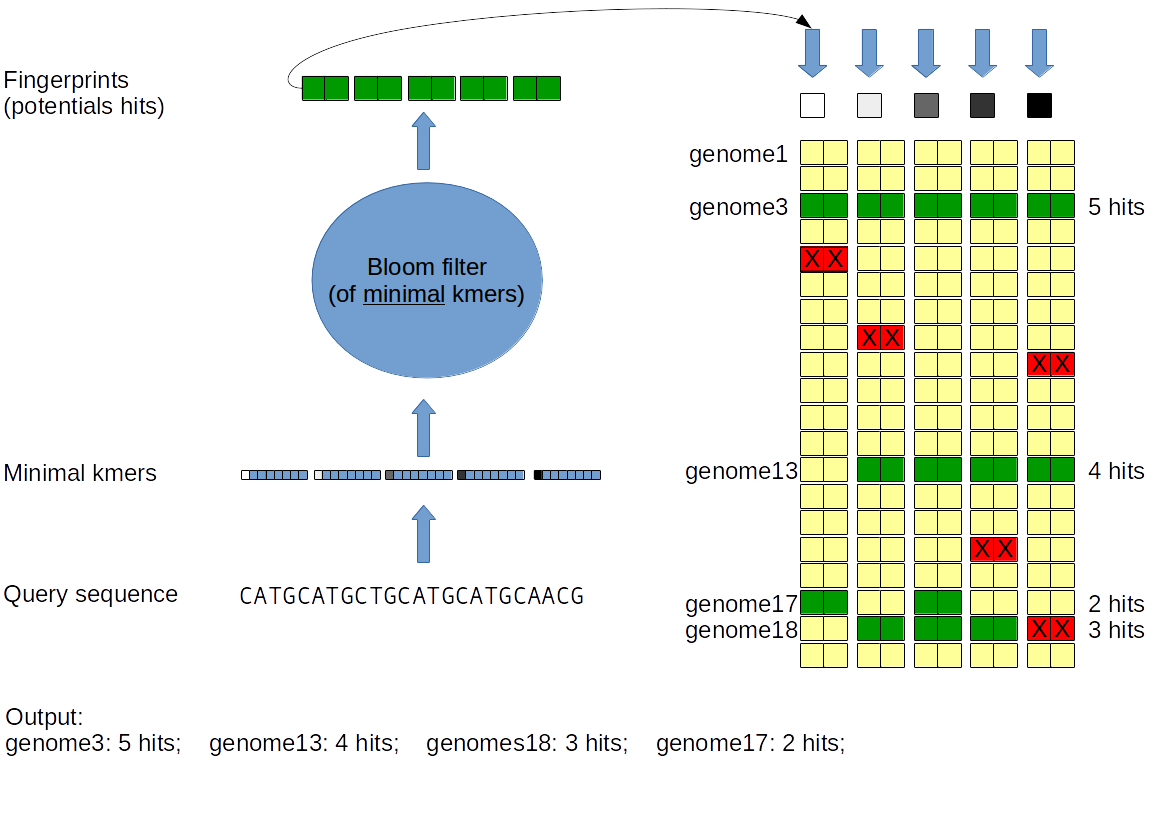 Fingerprints
(potentials hits)
Bloom filter
(of minimal kmers)
Minimal kmers
Query sequence
CATGCATGCTGCATGCATGCAACG
genome1
genome3
5 hits
X X
X X
X X
genome13
4 hits
X X
genome17
2 hits
genome18
X X
3 hits
Output:
genome3: 5 hits; genome13: 4 hits; genomes18: 3 hits; genome17: 2 hits;